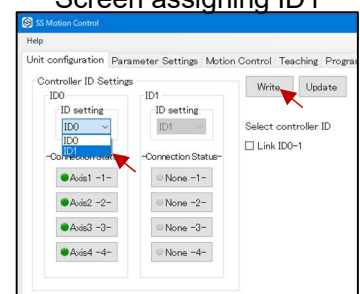 Screen assigning ID1
SS Motion Control
Help
Unit configuration Parameter Settings Motion Control Teaching Progra
Controller ID Settings
ID0 ID1
ID setting ID setting
ID0 ID1
ID0
ID1
-Connection Stat -Connection Status-
Axis1 -1- None -1-
Axis2 -2- None -2-
Axis3 -3- None -3-
Axis4 -4- None -4-
Write Update
Select controller ID
Link ID0-1